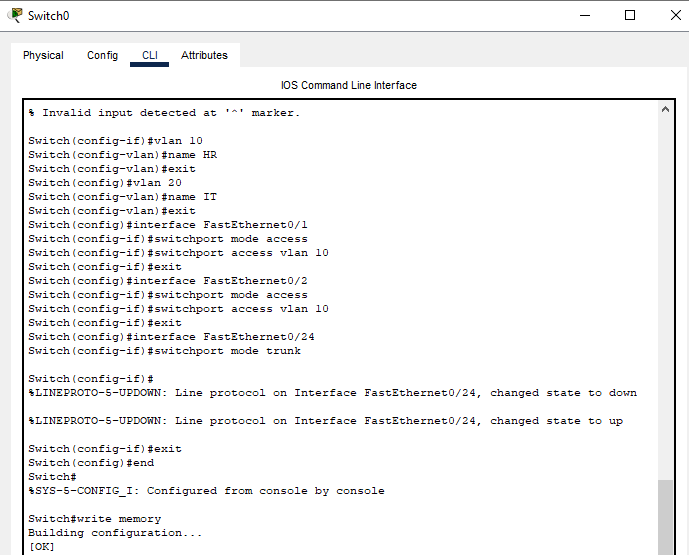 Switch0
Physical Config CLI Attributes
IOS Command Line Interface
% Invalid input detected at '^' marker.
Switch(config-if)#vlan 10
Switch(config-vlan)#name HR
Switch(config-vlan)#exit
Switch(config)#vlan 20
Switch(config-vlan)#name IT
Switch(config-vlan)#exit
Switch(config)#interface FastEthernet0/1
Switch(config-if)#switchport mode access
Switch(config-if)#switchport access vlan 10
Switch(config-if)#exit
Switch(config)#interface FastEthernet0/2
Switch(config-if)#switchport mode access
Switch(config-if)#switchport access vlan 10
Switch(config-if)#exit
Switch(config)#interface FastEthernet0/24
Switch(config-if)#switchport mode trunk
Switch(config-if)#
%LINEPROTO-5-UPDOWN: Line protocol on Interface FastEthernet0/24, changed state to down
%LINEPROTO-5-UPDOWN: Line protocol on Interface FastEthernet0/24, changed state to up
Switch(config-if)#exit
Switch(config)#end
Switch#
%SYS-5-CONFIG_I: Configured from console by console
Switch#write memory
Building configuration...
[OK]